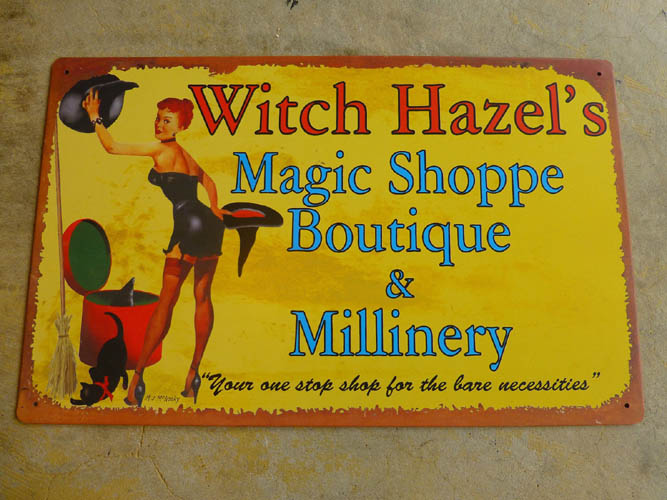 Witch Hazel's
Magic Shoppe
Boutique
&
Millinery
"Your one stop shop for the bare necessities"